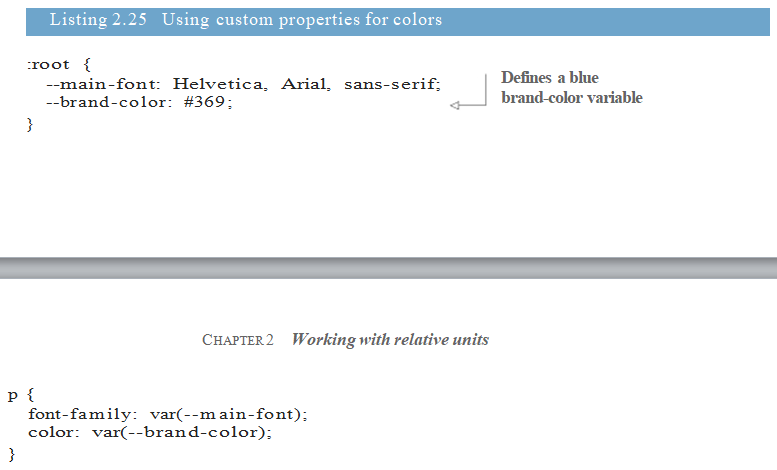 Listing 2.25 Using custom properties for colors
:root {
--main-font: Helvetica, Arial, sans-serif;
--brand-color: #369;
}
Defines a blue
brand-color variable
CHAPTER 2 Working with relative units
p {
font-family: var(--main-font);
color: var(--brand-color);
}